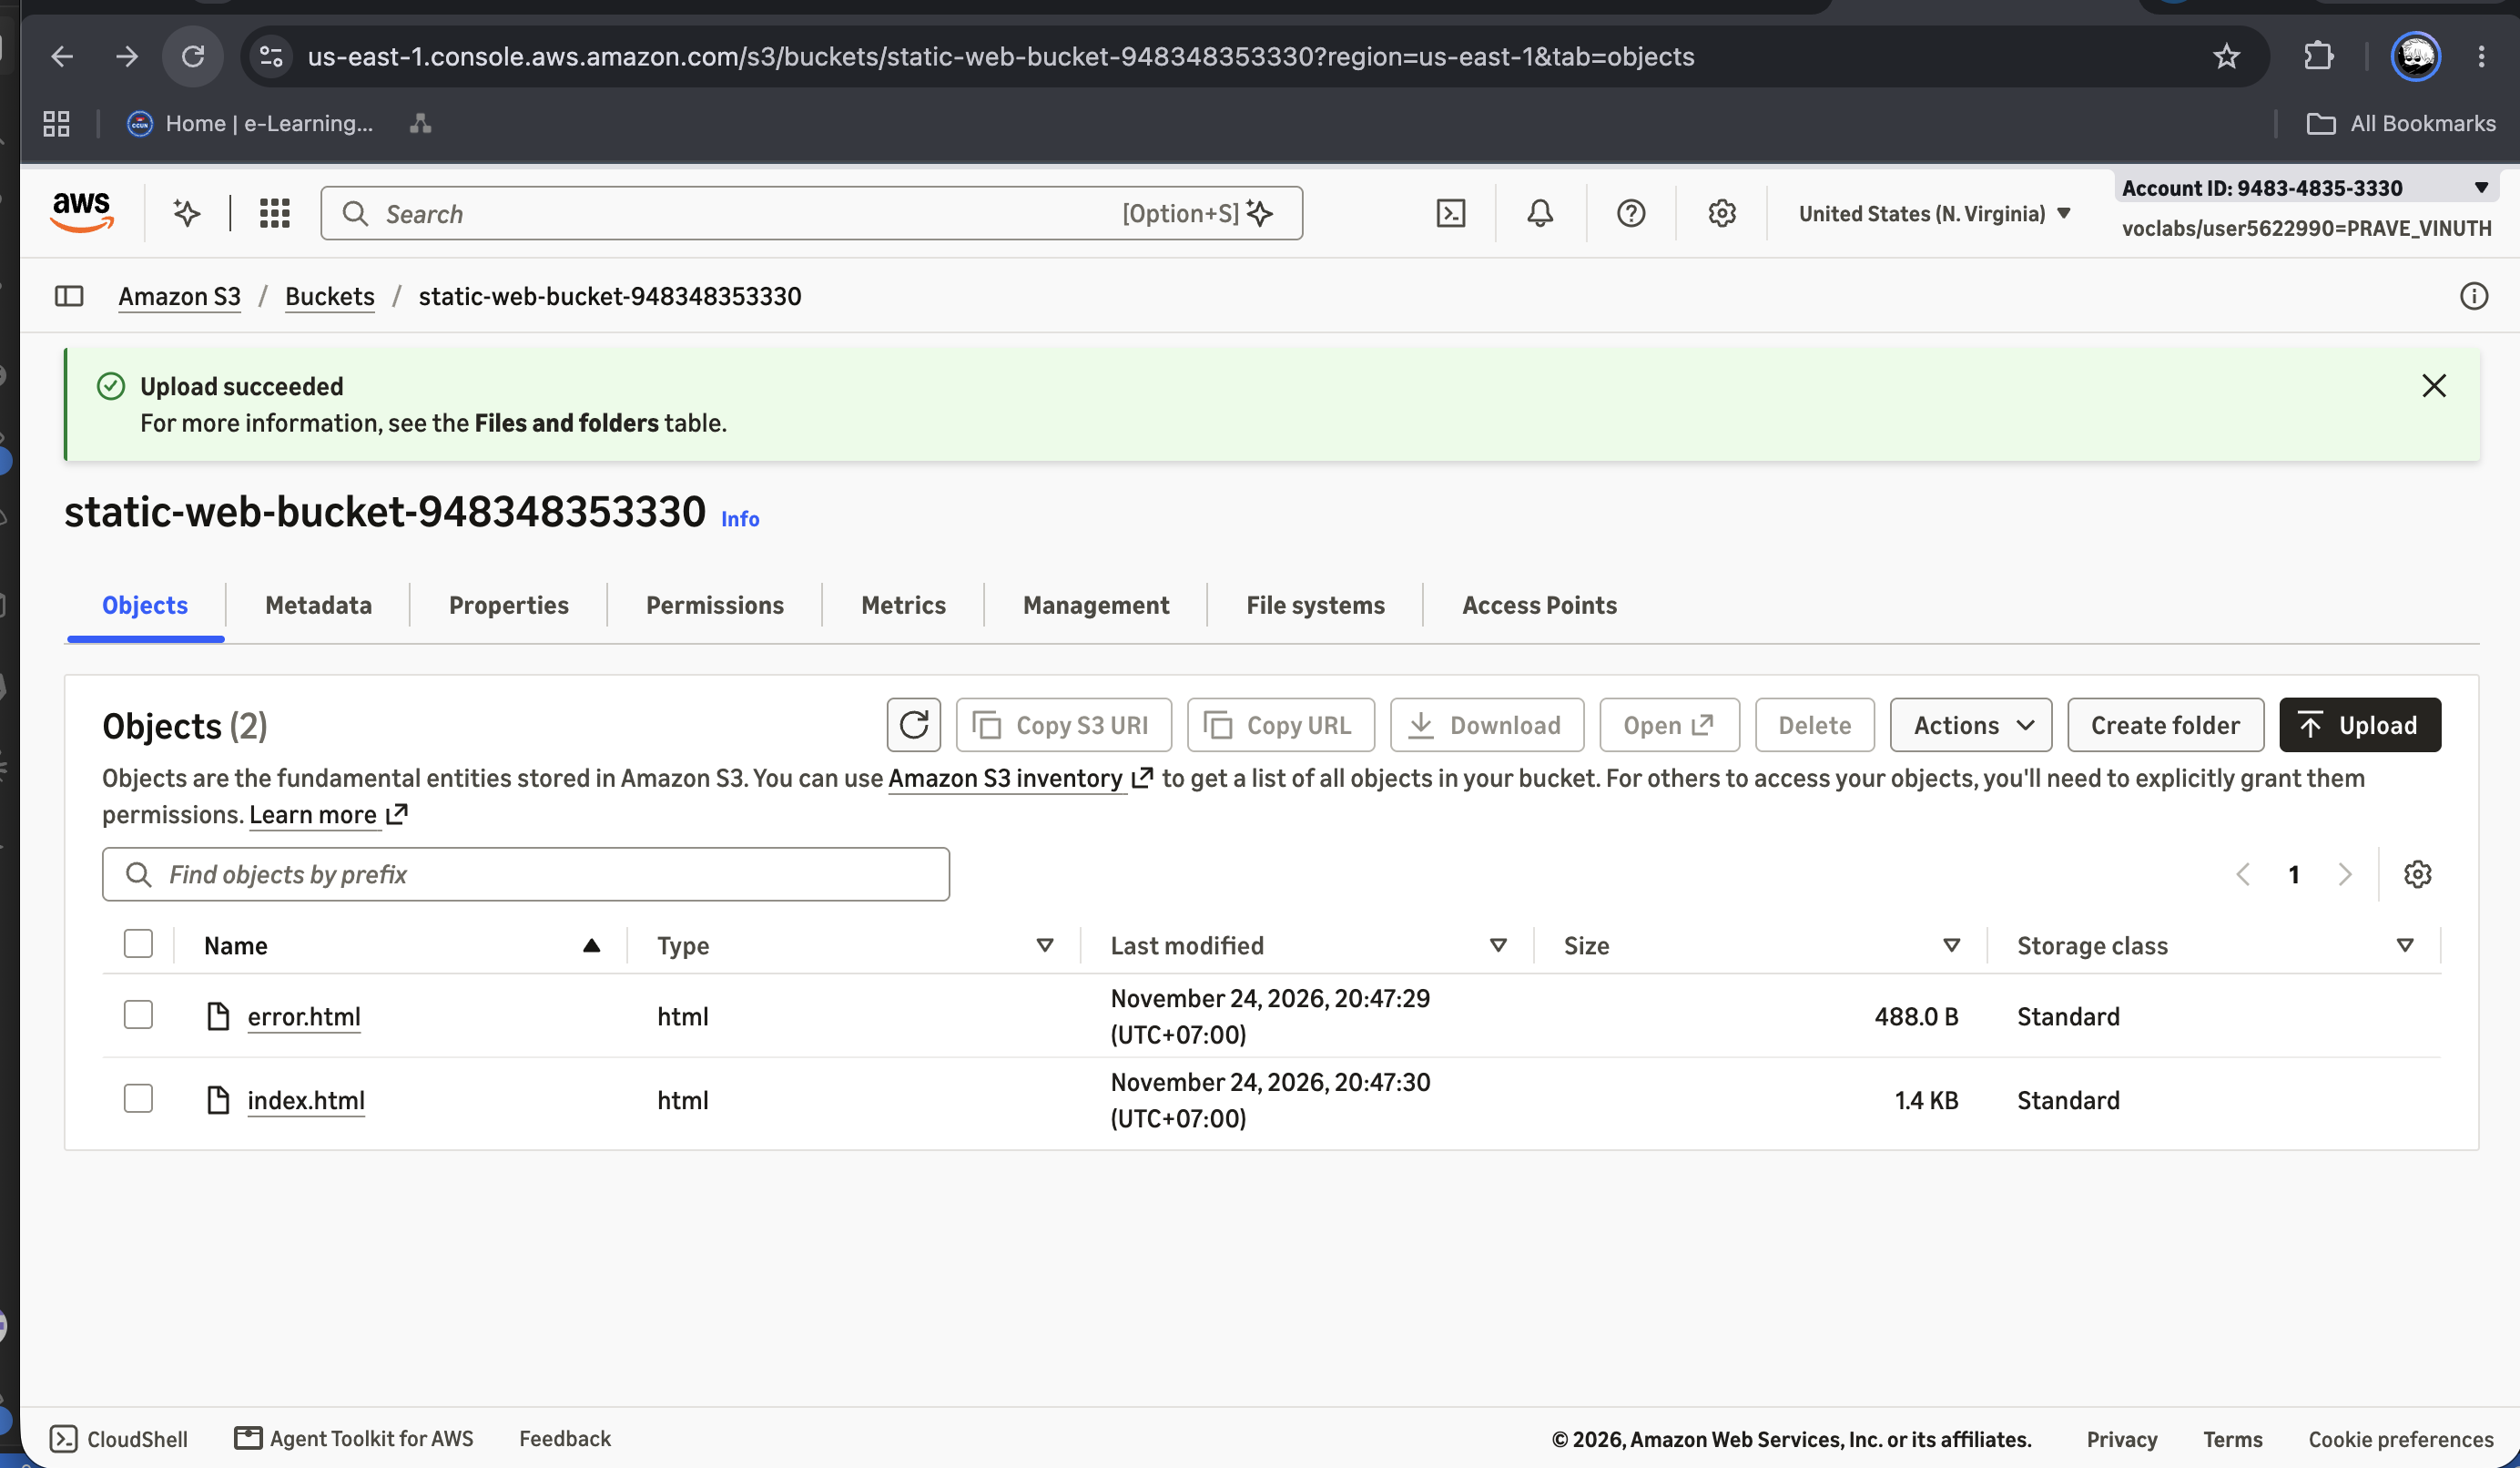 us-east-1.console.aws.amazon.com/s3/buckets/static-web-bucket-948348353330?region=us-east-1&tab=objects
Home | e-Learning...
All Bookmarks
aws
Search
[Option+S]
United States (N. Virginia)
Account ID: 9483-4835-3330
voclabs/user5622990=PRAVE_VINUTH
Amazon S3 / Buckets / static-web-bucket-948348353330
Upload succeeded
For more information, see the Files and folders table.
static-web-bucket-948348353330 Info
Objects Metadata Properties Permissions Metrics Management File systems Access Points
Objects (2)
Copy S3 URI Copy URL Download Open Delete Actions Create folder Upload
Objects are the fundamental entities stored in Amazon S3. You can use Amazon S3 inventory to get a list of all objects in your bucket. For others to access your objects, you'll need to explicitly grant them
permissions. Learn more
Find objects by prefix
1
Name Type Last modified Size Storage class
error.html html November 24, 2026, 20:47:29 (UTC+07:00) 488.0 B Standard
index.html html November 24, 2026, 20:47:30 (UTC+07:00) 1.4 KB Standard
CloudShell Agent Toolkit for AWS Feedback
© 2026, Amazon Web Services, Inc. or its affiliates. Privacy Terms Cookie preferences